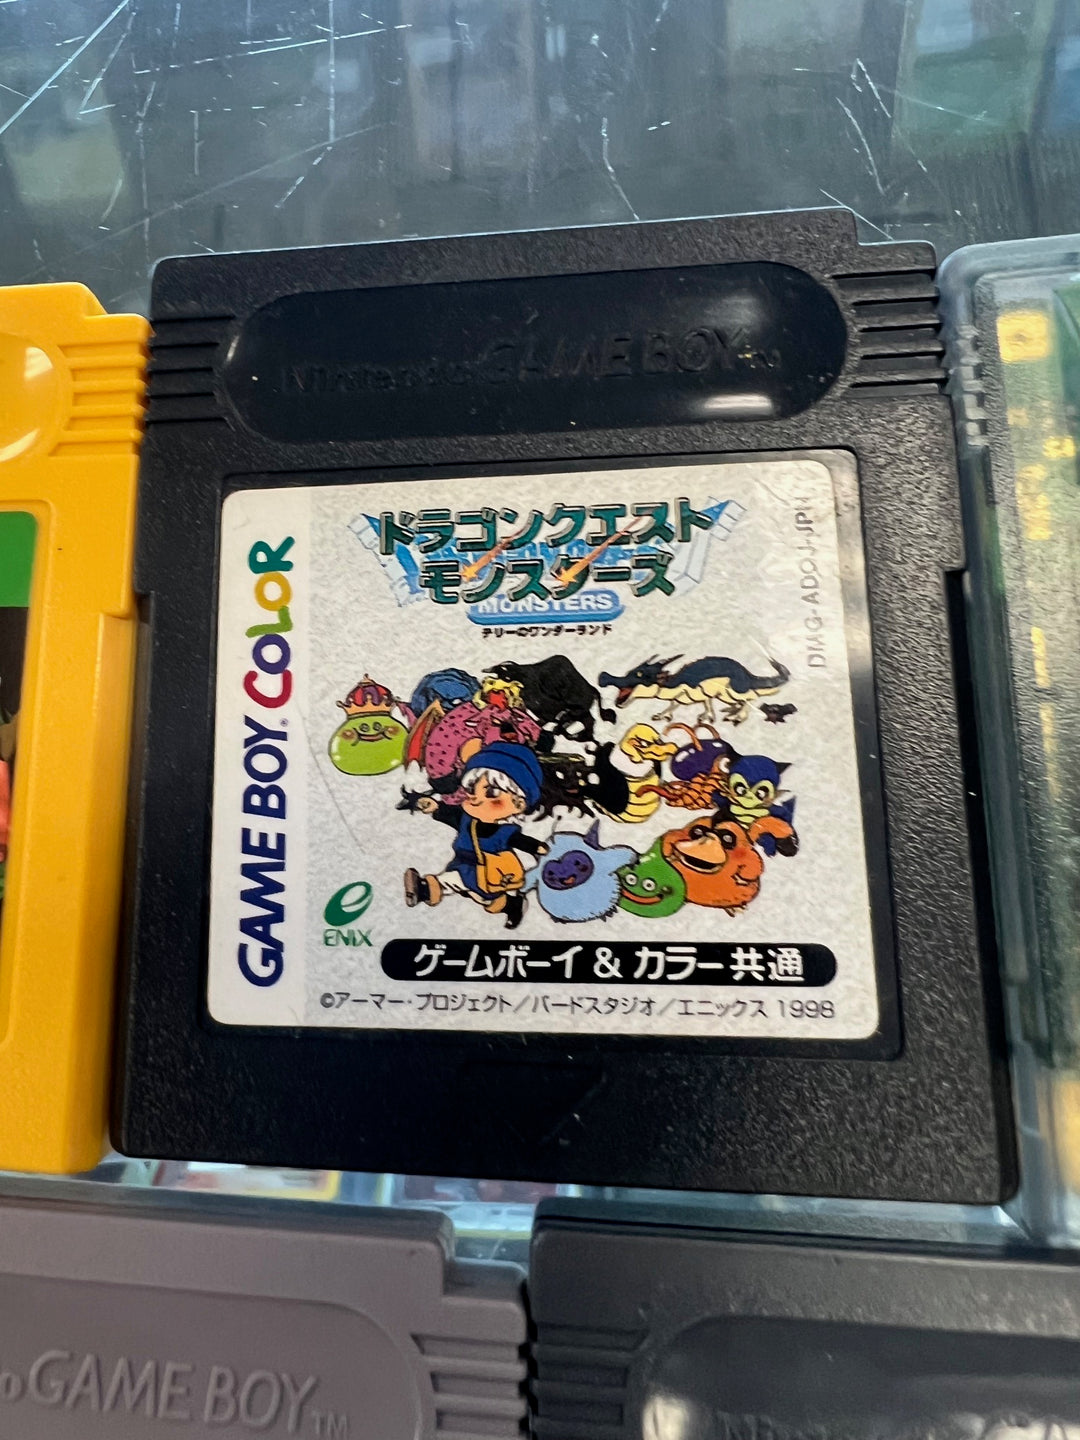 Nintendo GAME BOY TM
ドラゴンクエスト
モンスターズ
MONSTERS
テリーのワンダーランド
DMG-ADQJ-JPN
GAME BOY COLOR
ENIX
ゲームボーイ & カラー共通
©アーマー・プロジェクト／バードスタジオ／エニックス 1998
GAME BOY TM